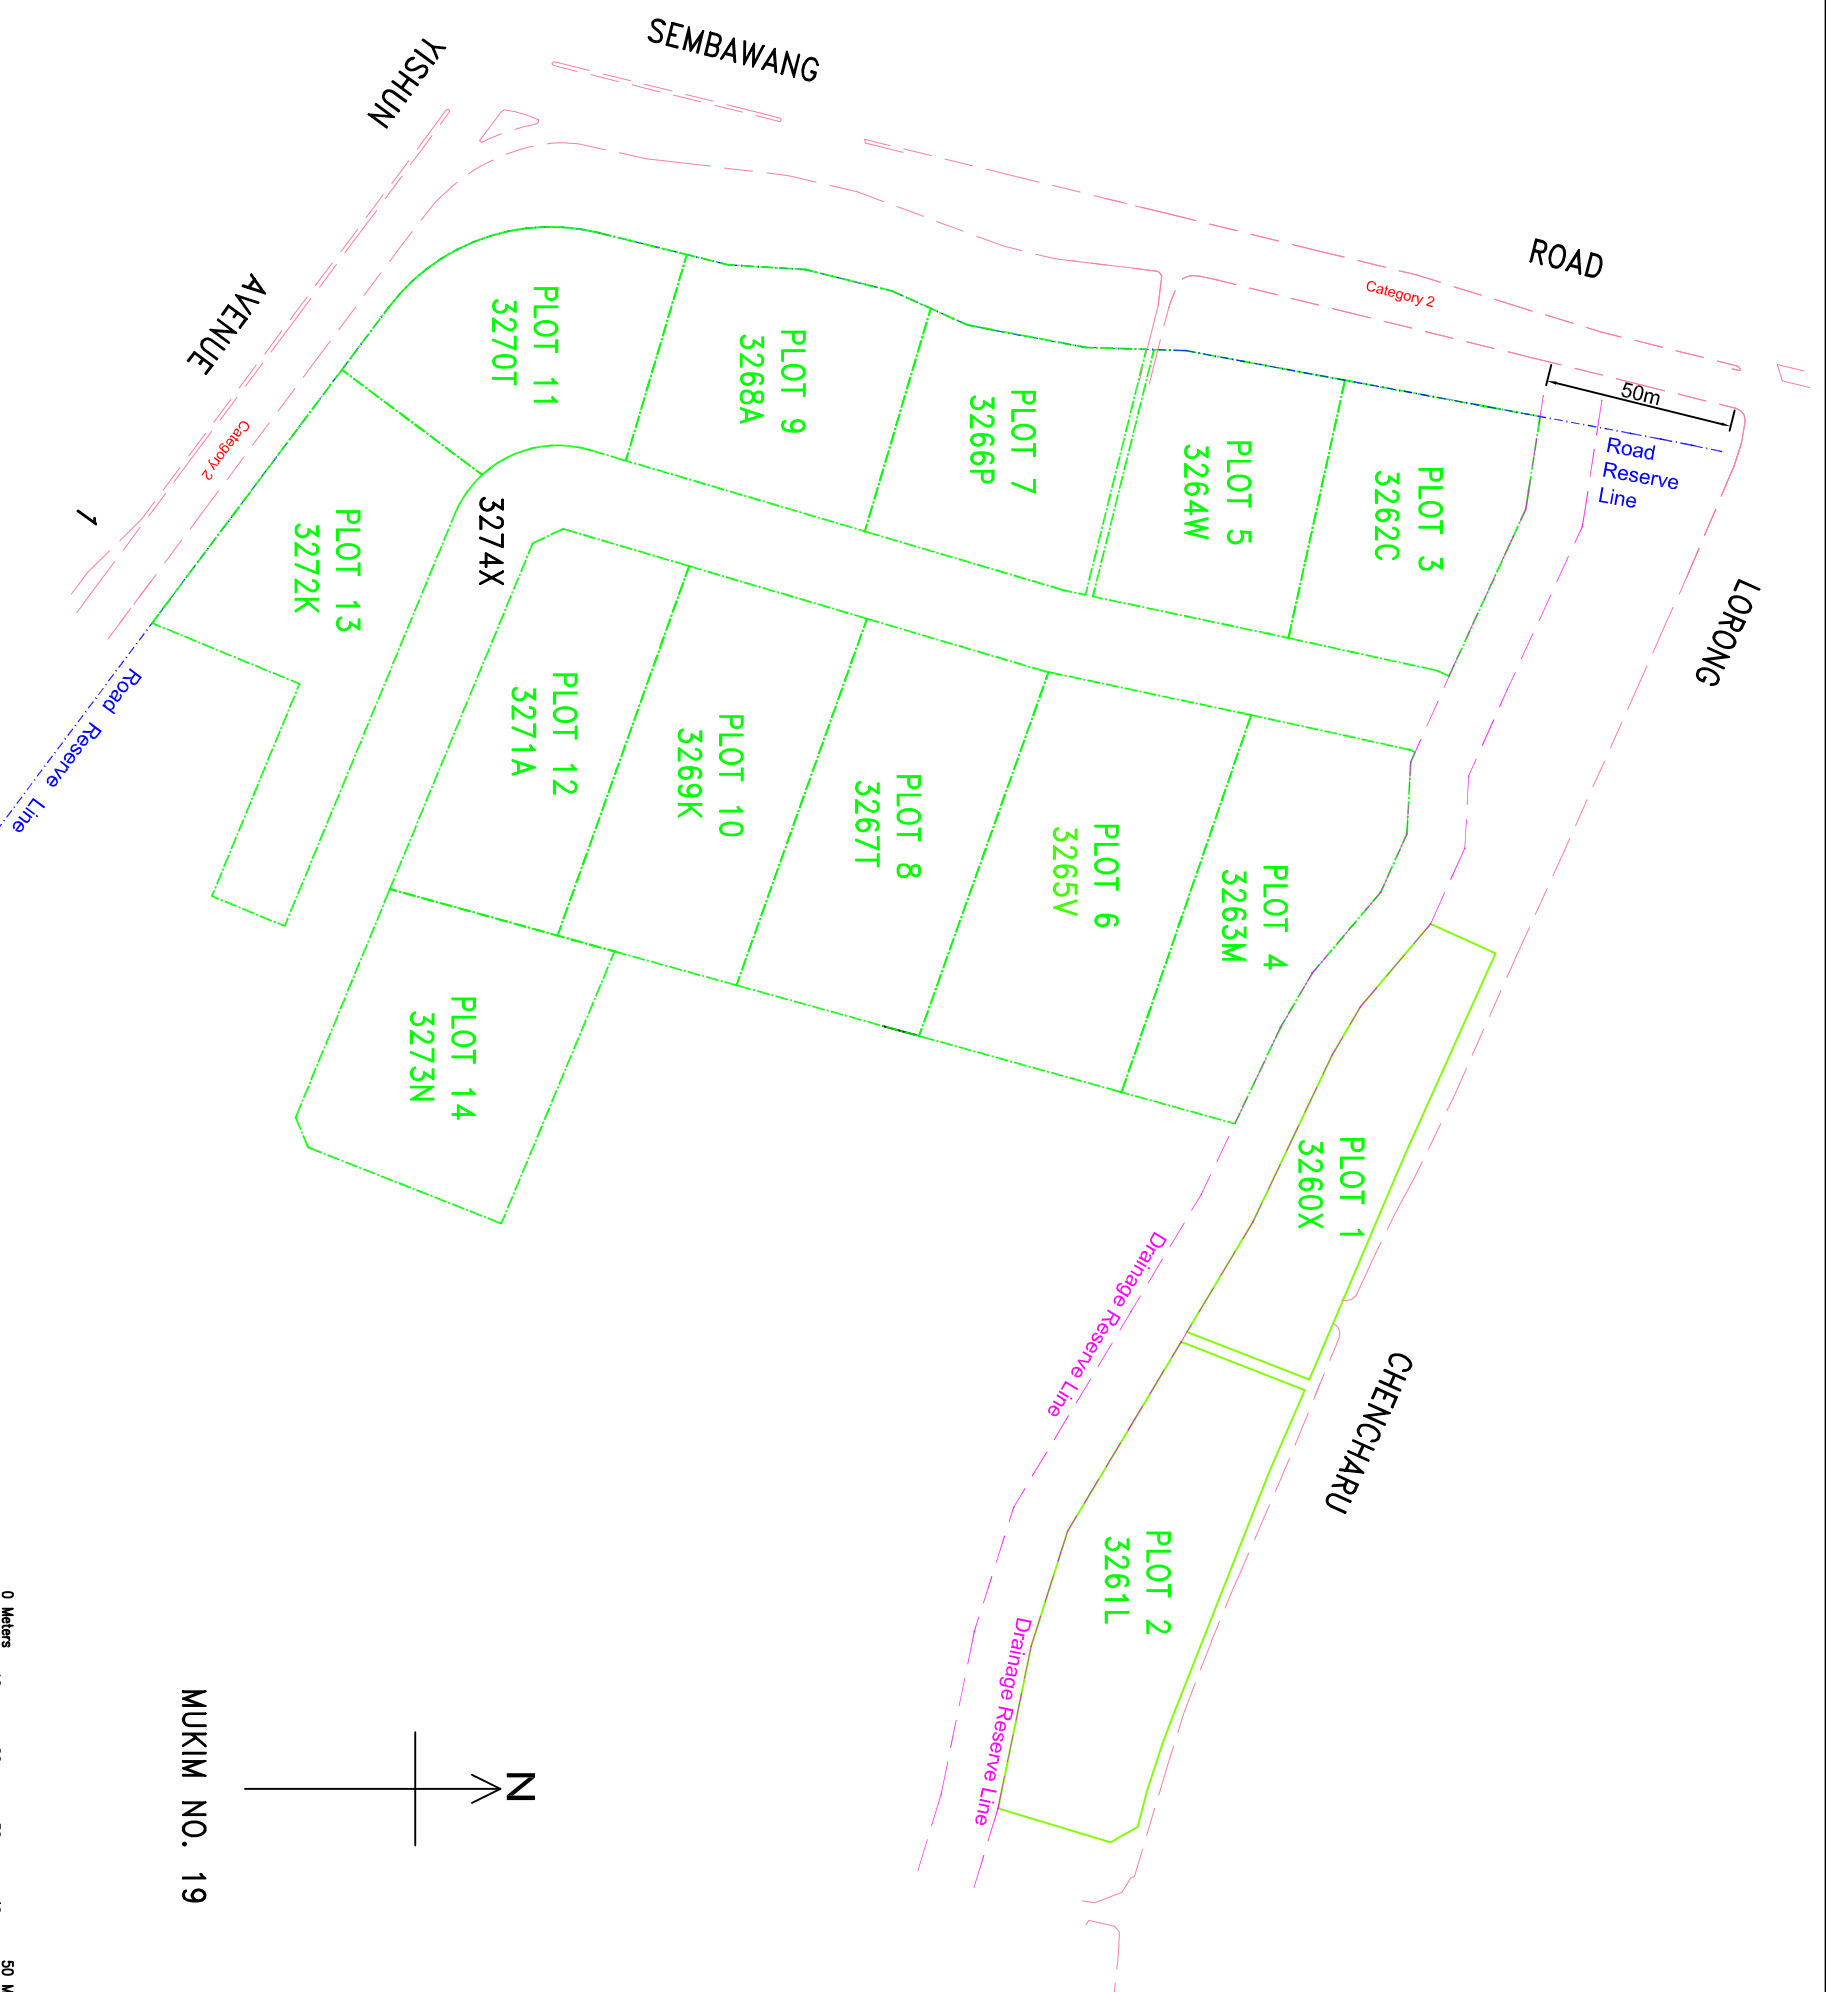 SEMBAWANG
ROAD
YISHUN
AVENUE
1
LORONG
CHENCHARU
Category 2
Category 2
50m
Road
Reserve
Line
Road Reserve Line
PLOT 11
3270T
PLOT 9
3268A
PLOT 7
3266P
PLOT 5
3264W
PLOT 3
3262C
PLOT 13
3272K
3274X
PLOT 12
3271A
PLOT 10
3269K
PLOT 8
3267T
PLOT 6
3265V
PLOT 4
3263M
PLOT 14
3273N
PLOT 1
3260X
PLOT 2
3261L
Drainage Reserve Line
Drainage Reserve Line
N
MUKIM NO. 19
0 Meters
50 M